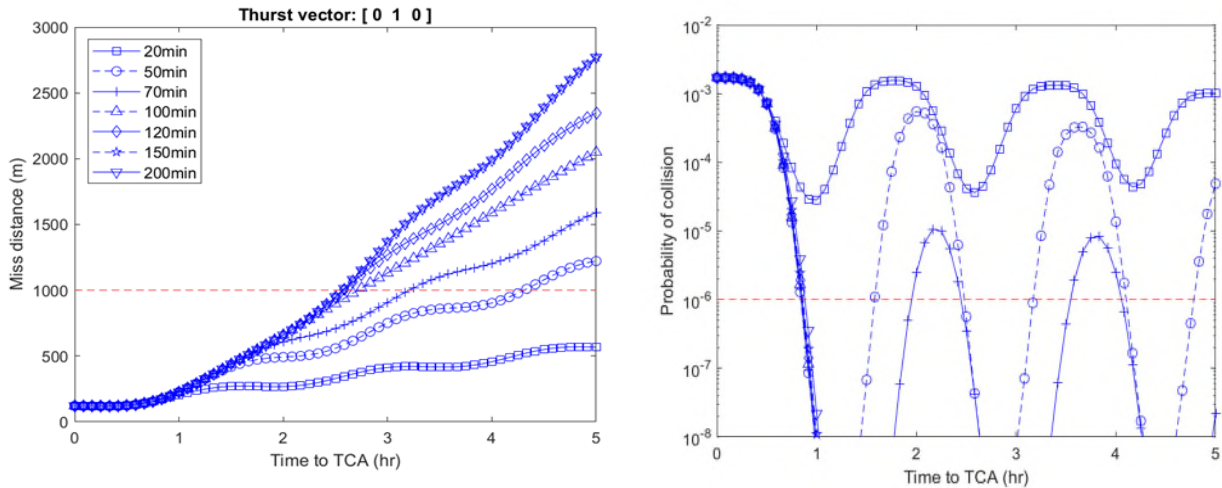 Thurst vector: [ 0 1 0 ]
3000
2500
2000
1500
1000
500
0
Miss distance (m)
20min
50min
70min
100min
120min
150min
200min
0 1 2 3 4 5
Time to TCA (hr)
10-2
10-3
10-4
10-5
10-6
10-7
10-8
Probability of collision
0 1 2 3 4 5
Time to TCA (hr)